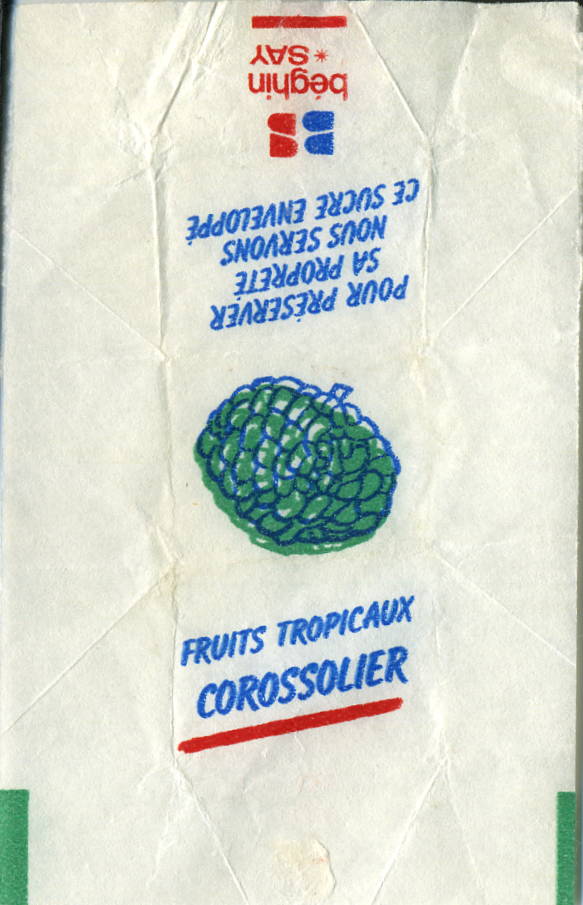 béghin
* SAY
POUR PRÉSERVER
SA PROPRETÉ
NOUS SERVONS
CE SUCRE ENVELOPPÉ
FRUITS TROPICAUX
COROSSOLIER